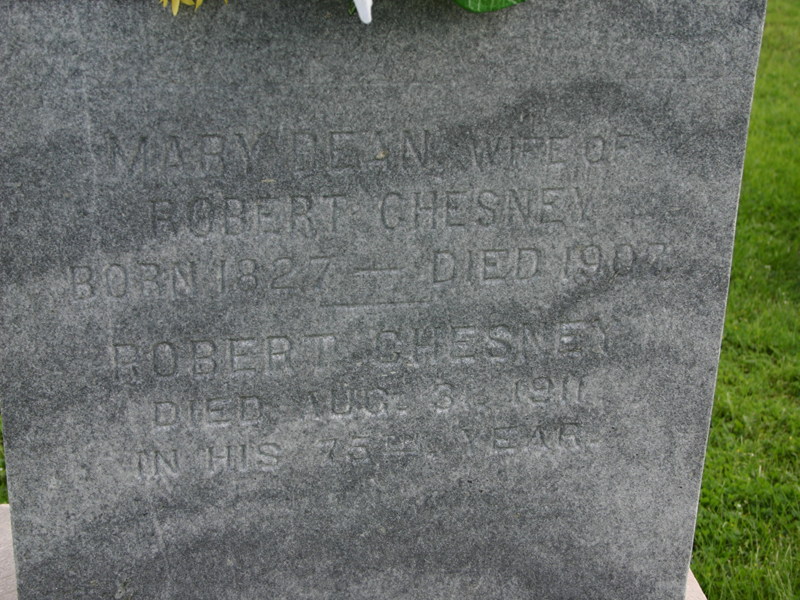 MARY DEAN, WIFE OF
ROBERT CHESNEY
BORN 1827 — DIED 1907.
ROBERT CHESNEY
DIED AUG. 3, 1911,
IN HIS 75TH. YEAR.